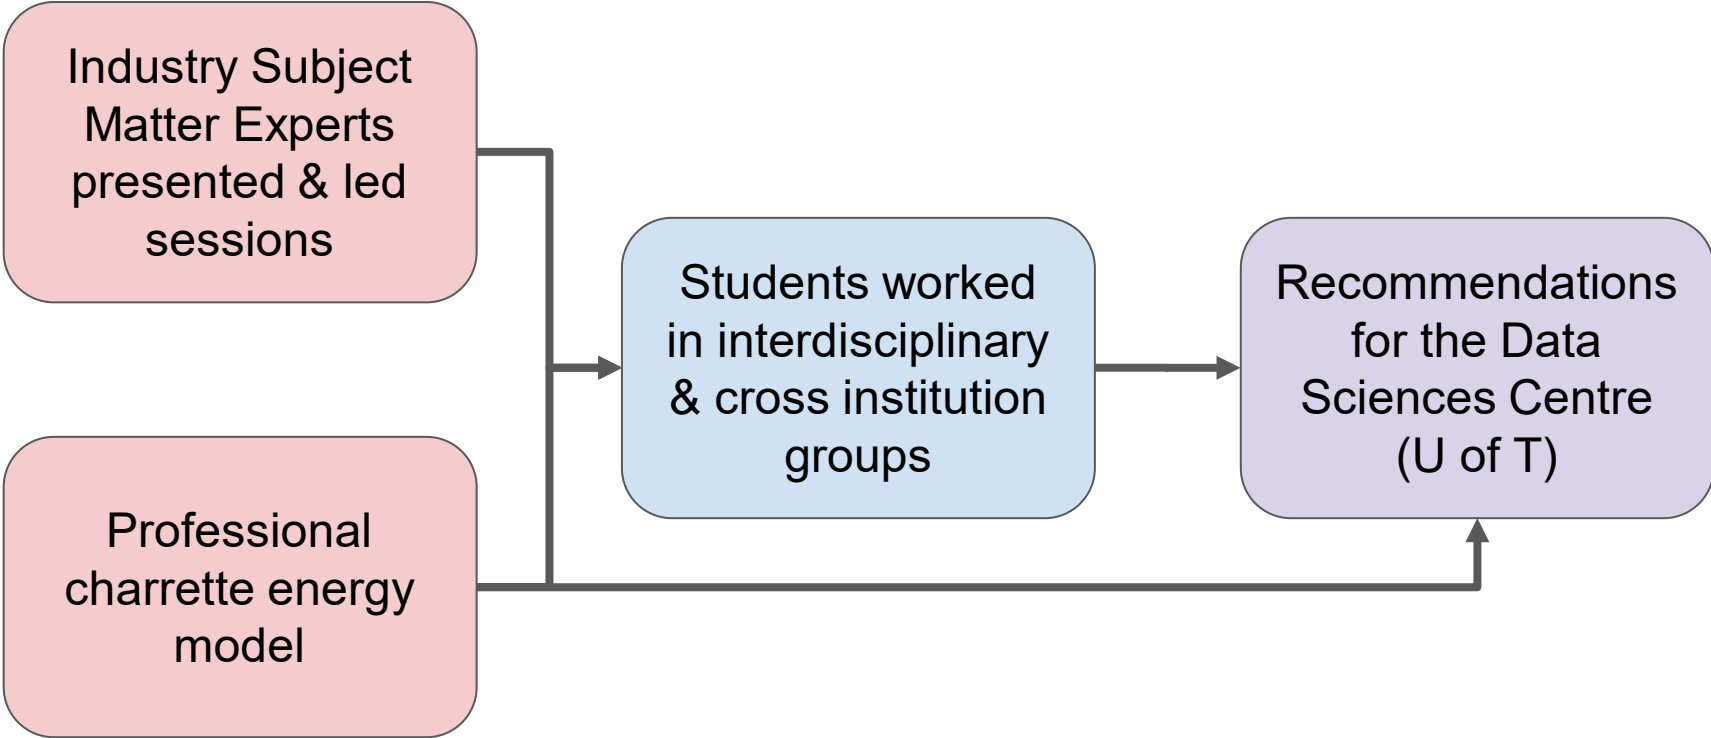 Industry Subject
Matter Experts
presented & led
sessions
Professional
charrette energy
model
Students worked
in interdisciplinary
& cross institution
groups
Recommendations
for the Data
Sciences Centre
(U of T)